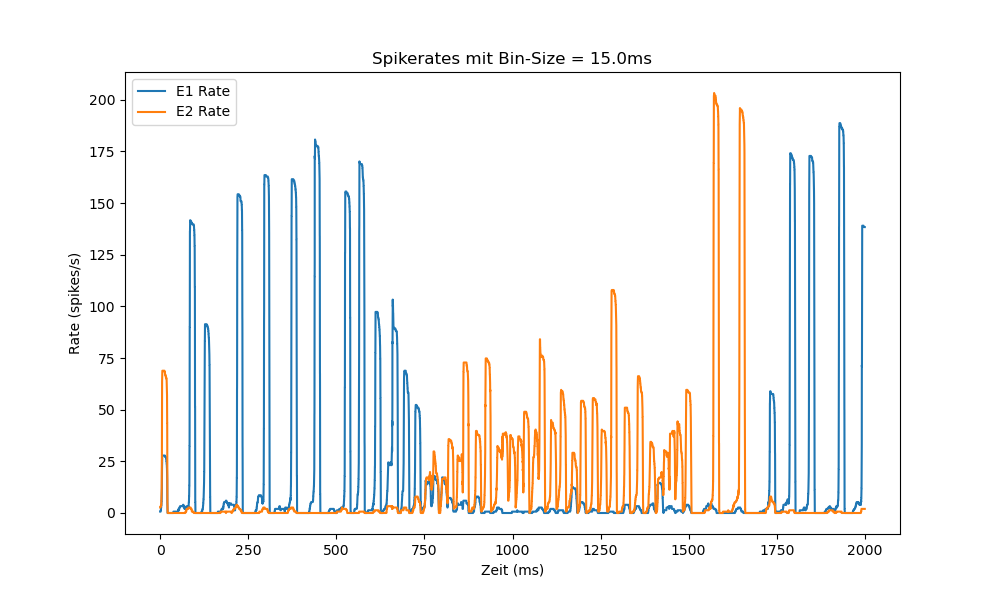 Spikerates mit Bin-Size = 15.0ms
E1 Rate
E2 Rate
Rate (spikes/s)
200
175
150
125
100
75
50
25
0
0 250 500 750 1000 1250 1500 1750 2000
Zeit (ms)